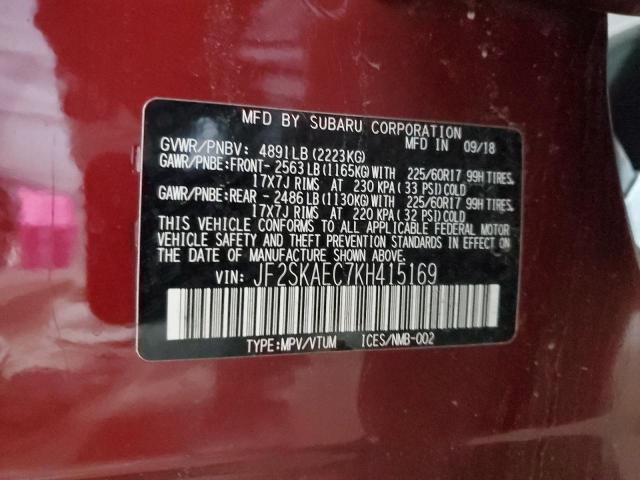 MFD BY SUBARU CORPORATION
GVWR/PNBV: 4891LB(2223KG) MFD IN 09/18
GAWR/PNBE:FRONT- 2563LB(1165KG)WITH 225/60R17 99H TIRES,
17X7J RIMS AT 230 KPA(33 PSI)COLD
GAWR/PNBE:REAR - 2486LB(1130KG)WITH 225/60R17 99H TIRES,
17X7J RIMS AT 220 KPA(32 PSI)COLD
THIS VEHICLE CONFORMS TO ALL APPLICABLE FEDERAL MOTOR
VEHICLE SAFETY AND THEFT PREVENTION STANDARDS IN EFFECT ON
THE DATE OF MANUFACTURE SHOWN ABOVE.
VIN: JF2SKAEC7KH415169
TYPE:MPV/VTUM ICES/NMB-002